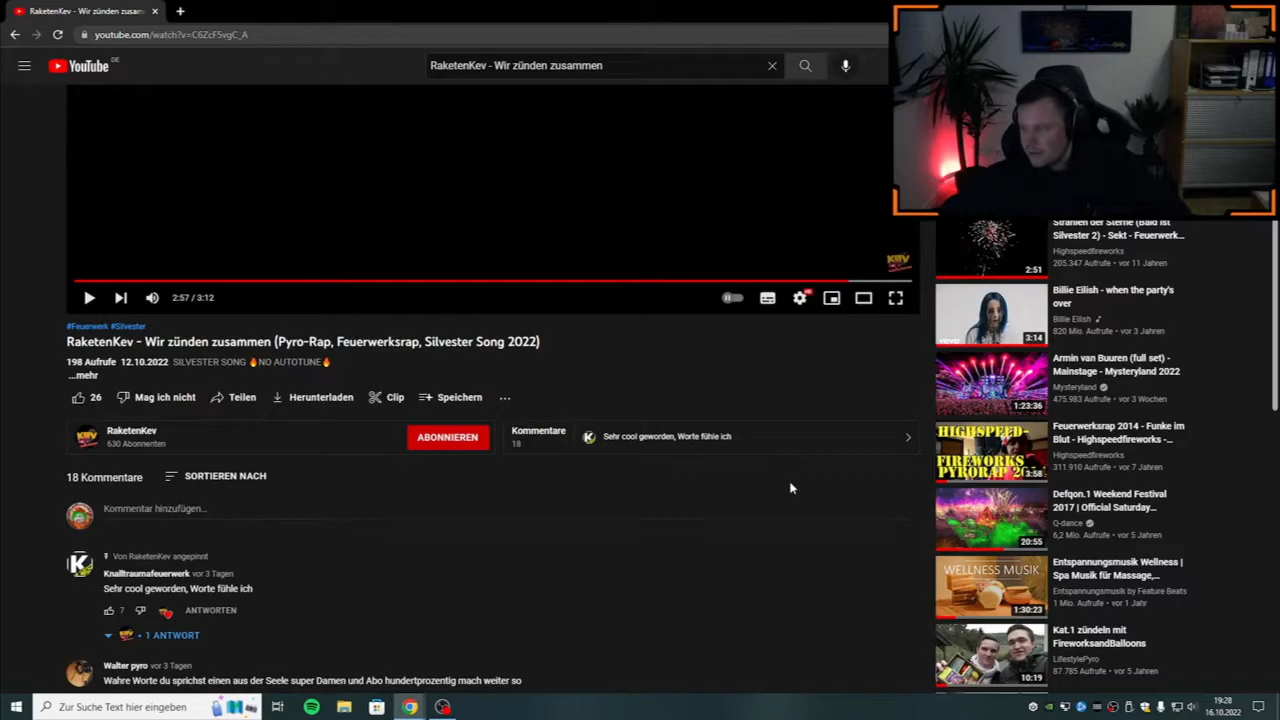 RaketenKev - Wir zünden zusam
youtube.com/watch?v=C6ZcF5vgC_A
YouTube
DE
RaketenKev - Wir zünden zusammen
KEV
2:57 / 3:12
HD
#Feuerwerk #Silvester
RaketenKev - Wir zünden zusammen (Pyro-Rap, Feuerwerksrap, Silvester Song 2022)
198 Aufrufe 12.10.2022 SILVESTER SONG 🔥NO AUTOTUNE🔥
...mehr
26 Mag ich nicht Teilen Herunterladen Clip Speichern ...
RaketenKev
630 Abonnenten
ABONNIEREN
Kommentare
18
Sehr cool geworden, Worte fühle ich
18 Kommentare SORTIEREN NACH
Kommentar hinzufügen...
Von RaketenKev angepinnt
Knalltraumafeuerwerk vor 3 Tagen
Sehr cool geworden, Worte fühle ich
7 ANTWORTEN
1 ANTWORT
Walter pyro vor 3 Tagen
Wahre Worte du sprichst einen aus der Seele super Damen und Abo hundertprozentig mach weiter so
Strahlen der Sterne (Bald ist
Silvester 2) - Sekt - Feuerwerk...
Highspeedfireworks
205.347 Aufrufe • vor 11 Jahren
2:51
Billie Eilish - when the party's
over
Billie Eilish
820 Mio. Aufrufe • vor 3 Jahren
vevo
3:14
Armin van Buuren (full set) -
Mainstage - Mysteryland 2022
Mysteryland
475.983 Aufrufe • vor 3 Wochen
1:23:36
Feuerwerksrap 2014 - Funke im
Blut - Highspeedfireworks -...
Highspeedfireworks
311.910 Aufrufe • vor 7 Jahren
HIGHSPEED-
FIREWORKS
PYRORAP 20
3:58
Defqon.1 Weekend Festival
2017 | Official Saturday...
Q-dance
6,2 Mio. Aufrufe • vor 5 Jahren
20:55
Entspannungsmusik Wellness |
Spa Musik für Massage,...
Entspannungsmusik by Feature Beats
1 Mio. Aufrufe • vor 1 Jahr
WELLNESS MUSIK
1:30:23
Kat.1 zündeln mit
FireworksandBalloons
LifestylePyro
87.785 Aufrufe • vor 5 Jahren
10:19
Zur Suche Text hier eingeben
19:28
16.10.2022